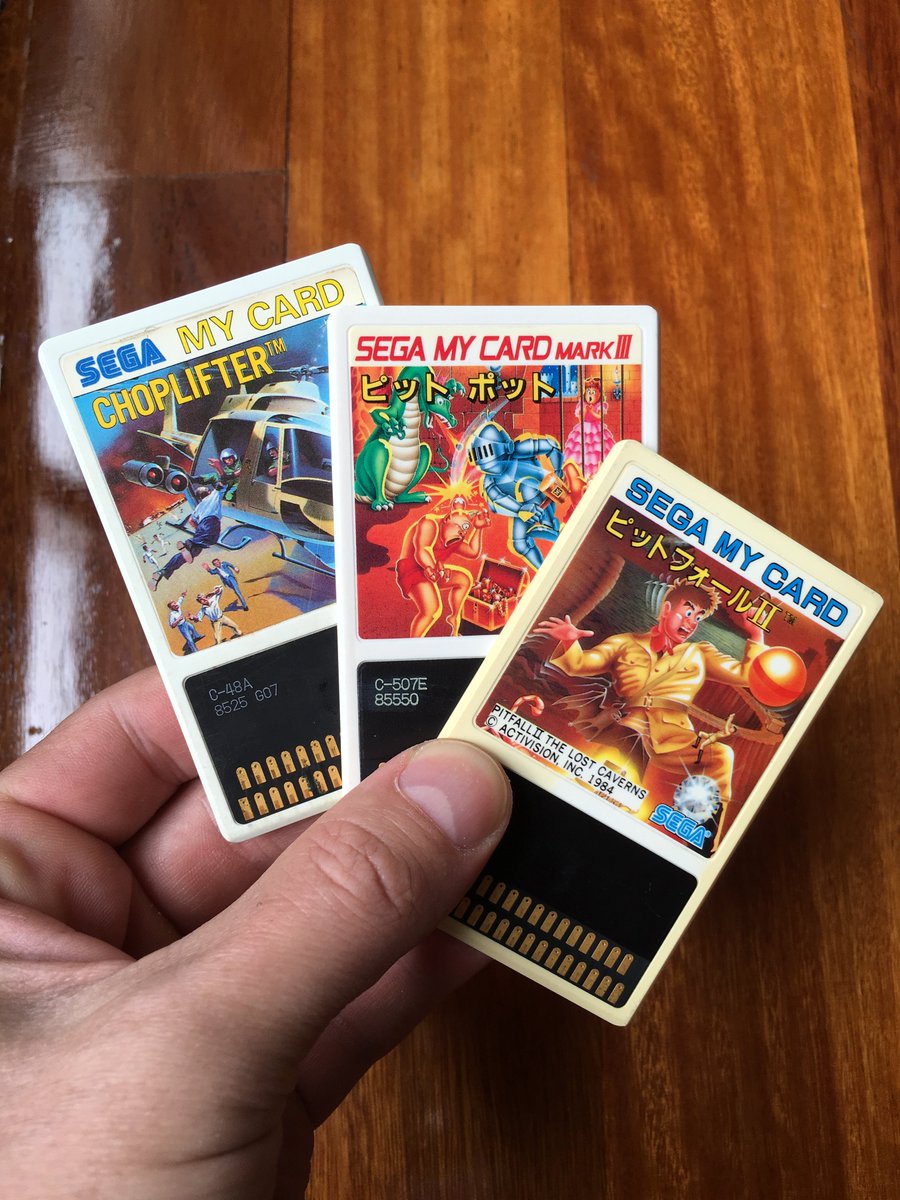 SEGA MY CARD
CHOPLIFTER™
C-48A
8525 G07
SEGA MY CARD MARK III
ピット ポット
C-507E
85550
SEGA MY CARD
ピットフォールII
PITFALL II THE LOST CAVERNS
© ACTIVISION, INC. 1984
SEGA®